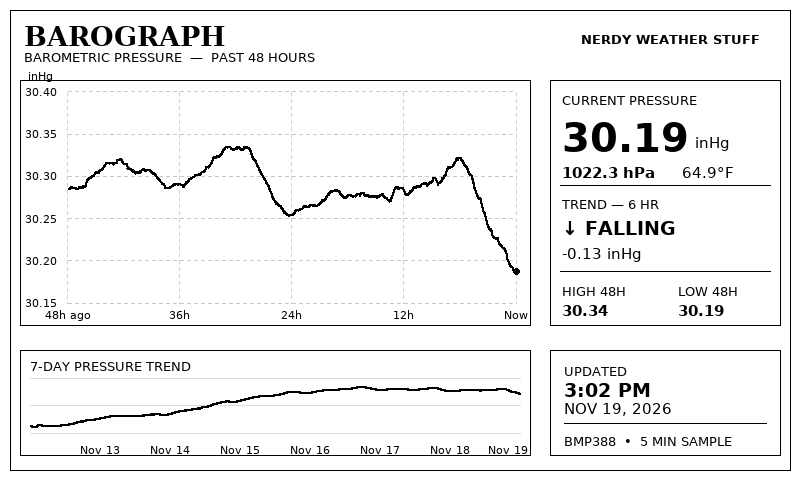 BAROGRAPH
BAROMETRIC PRESSURE — PAST 48 HOURS
NERDY WEATHER STUFF
inHg
30.40
30.35
30.30
30.25
30.20
30.15
48h ago 36h 24h 12h Now
CURRENT PRESSURE
30.19 inHg
1022.3 hPa 64.9°F
TREND — 6 HR
↓ FALLING
-0.13 inHg
HIGH 48H LOW 48H
30.34 30.19
7-DAY PRESSURE TREND
Nov 13 Nov 14 Nov 15 Nov 16 Nov 17 Nov 18 Nov 19
UPDATED
3:02 PM
NOV 19, 2026
BMP388 • 5 MIN SAMPLE